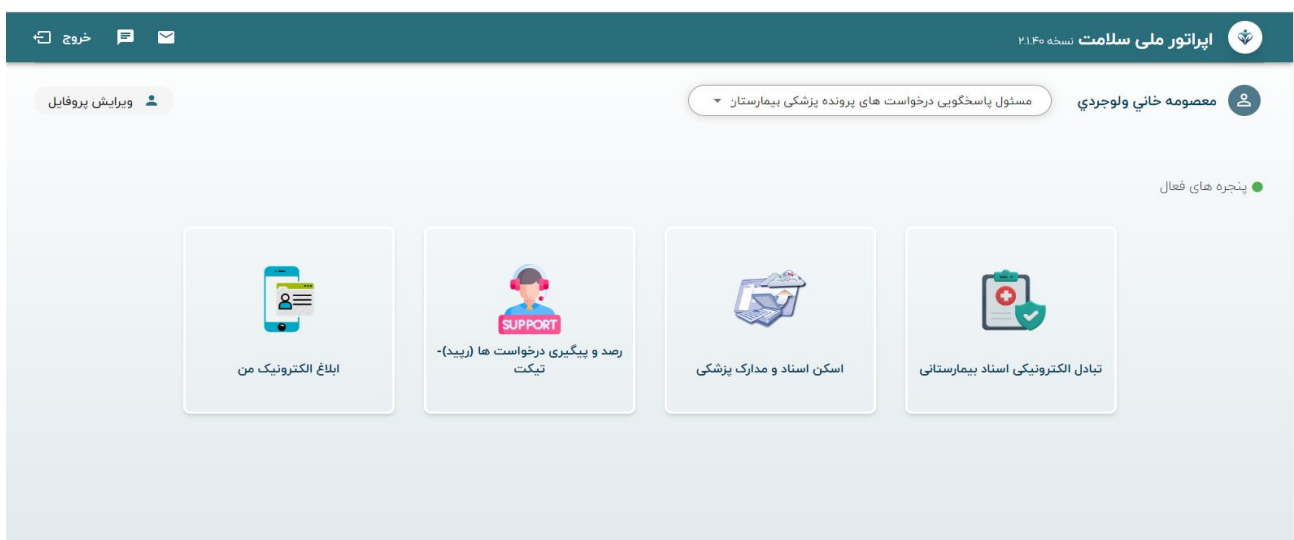 اپراتور ملی سلامت نسخه ۲.۱.۴۰
خروج
معصومه خاني ولوجردي
مسئول پاسخگویی درخواست های پرونده پزشکی بیمارستان
ویرایش پروفایل
پنجره های فعال
تبادل الکترونیکی اسناد بیمارستانی
اسکن اسناد و مدارک پزشکی
SUPPORT
رصد و پیگیری درخواست ها (رپید)-
تیکت
ابلاغ الکترونیک من